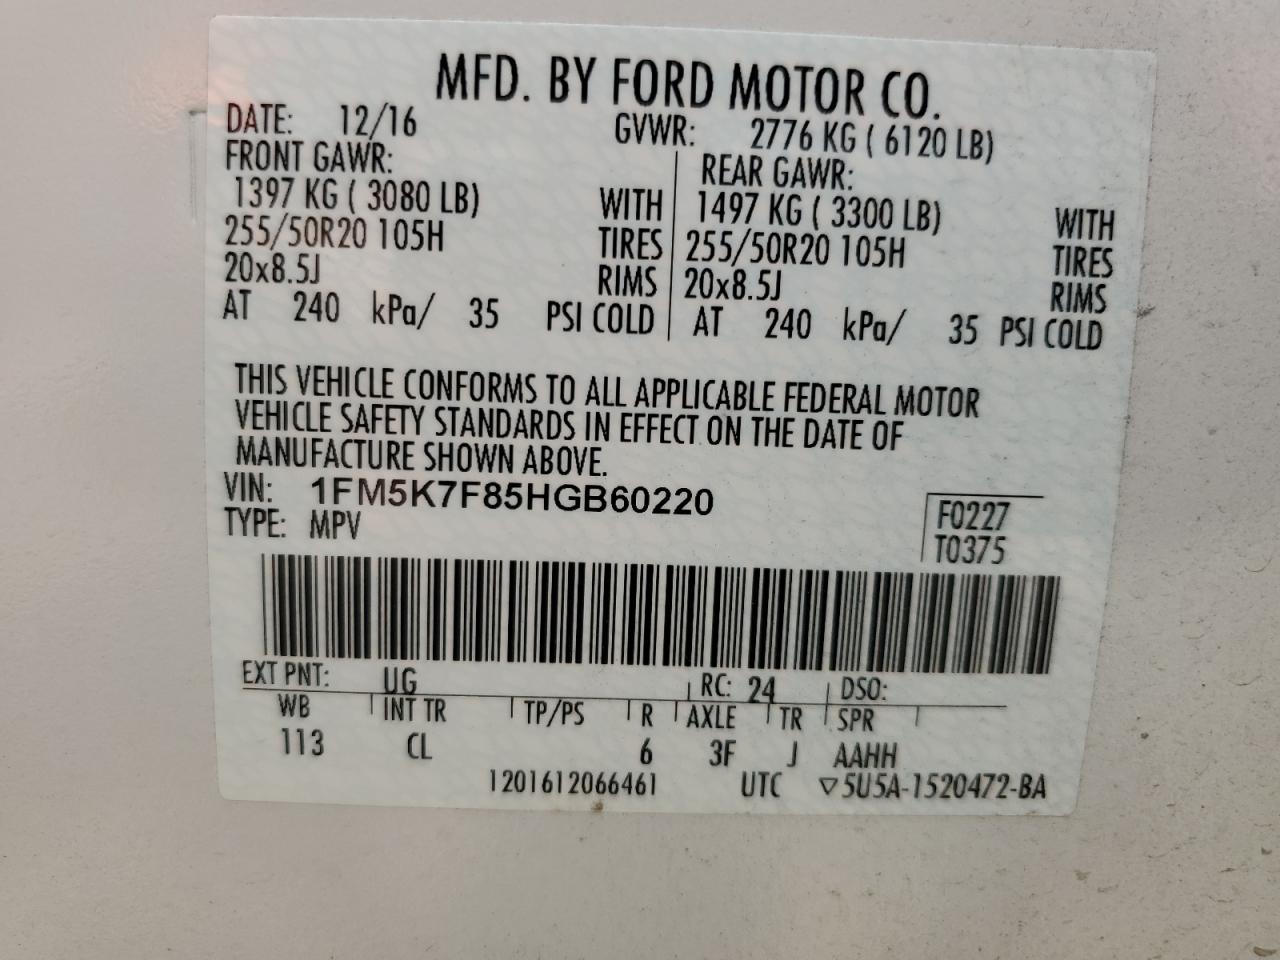 MFD. BY FORD MOTOR CO.
DATE: 12/16 GVWR: 2776 KG ( 6120 LB)
FRONT GAWR: REAR GAWR:
1397 KG ( 3080 LB) WITH 1497 KG ( 3300 LB) WITH
255/50R20 105H TIRES 255/50R20 105H TIRES
20x8.5J RIMS 20x8.5J RIMS
AT 240 kPa/ 35 PSI COLD AT 240 kPa/ 35 PSI COLD
THIS VEHICLE CONFORMS TO ALL APPLICABLE FEDERAL MOTOR
VEHICLE SAFETY STANDARDS IN EFFECT ON THE DATE OF
MANUFACTURE SHOWN ABOVE.
VIN: 1FM5K7F85HGB60220
TYPE: MPV
F0227
T0375
EXT PNT: UG RC: 24 DSO:
WB INT TR TP/PS R AXLE TR SPR
113 CL 6 3F J AAHH
1201612066461 UTC ▽5U5A-1520472-BA